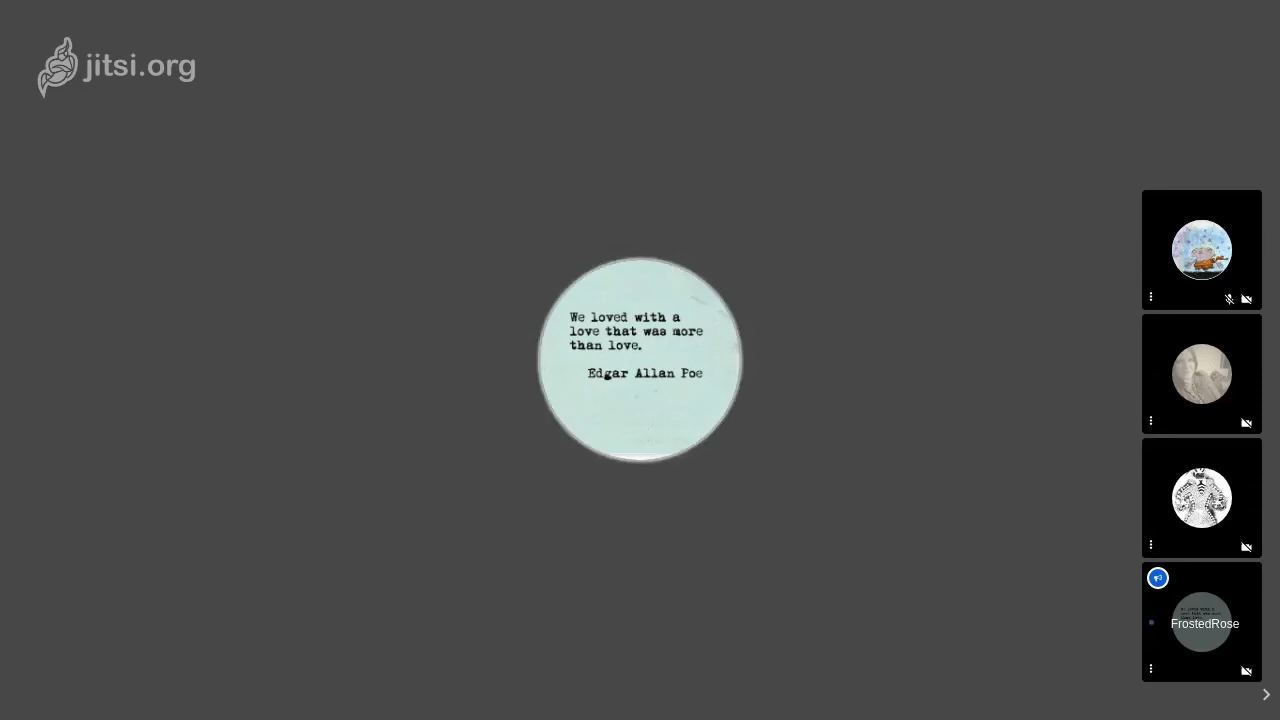 jitsi.org
We loved with a
love that was more
than love.
Edgar Allan Poe
FrostedRose